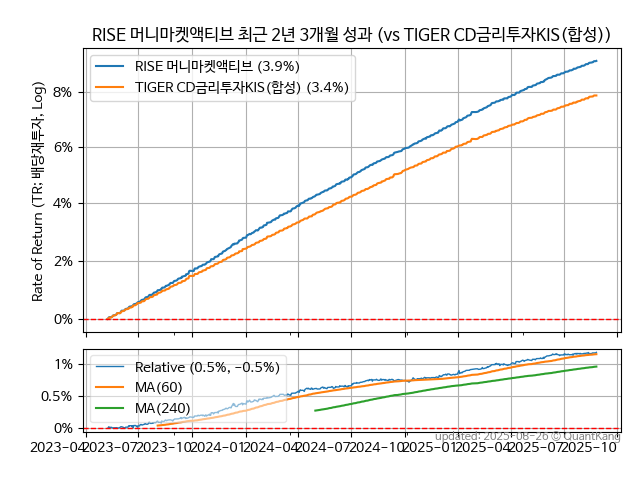 RISE 머니마켓액티브 최근 2년 3개월 성과 (vs TIGER CD금리투자KIS(합성))
Rate of Return (TR: 배당재투자, Log)
RISE 머니마켓액티브 (3.9%)
TIGER CD금리투자KIS(합성) (3.4%)
8%
6%
4%
2%
0%
Relative (0.5%, −0.5%)
MA(60)
MA(240)
1%
0.5%
0%
updated: 2025-08-26 © QuantKang
2023-04 2023-07 2023-10 2024-01 2024-04 2024-07 2024-10 2025-01 2025-04 2025-07 2025-10